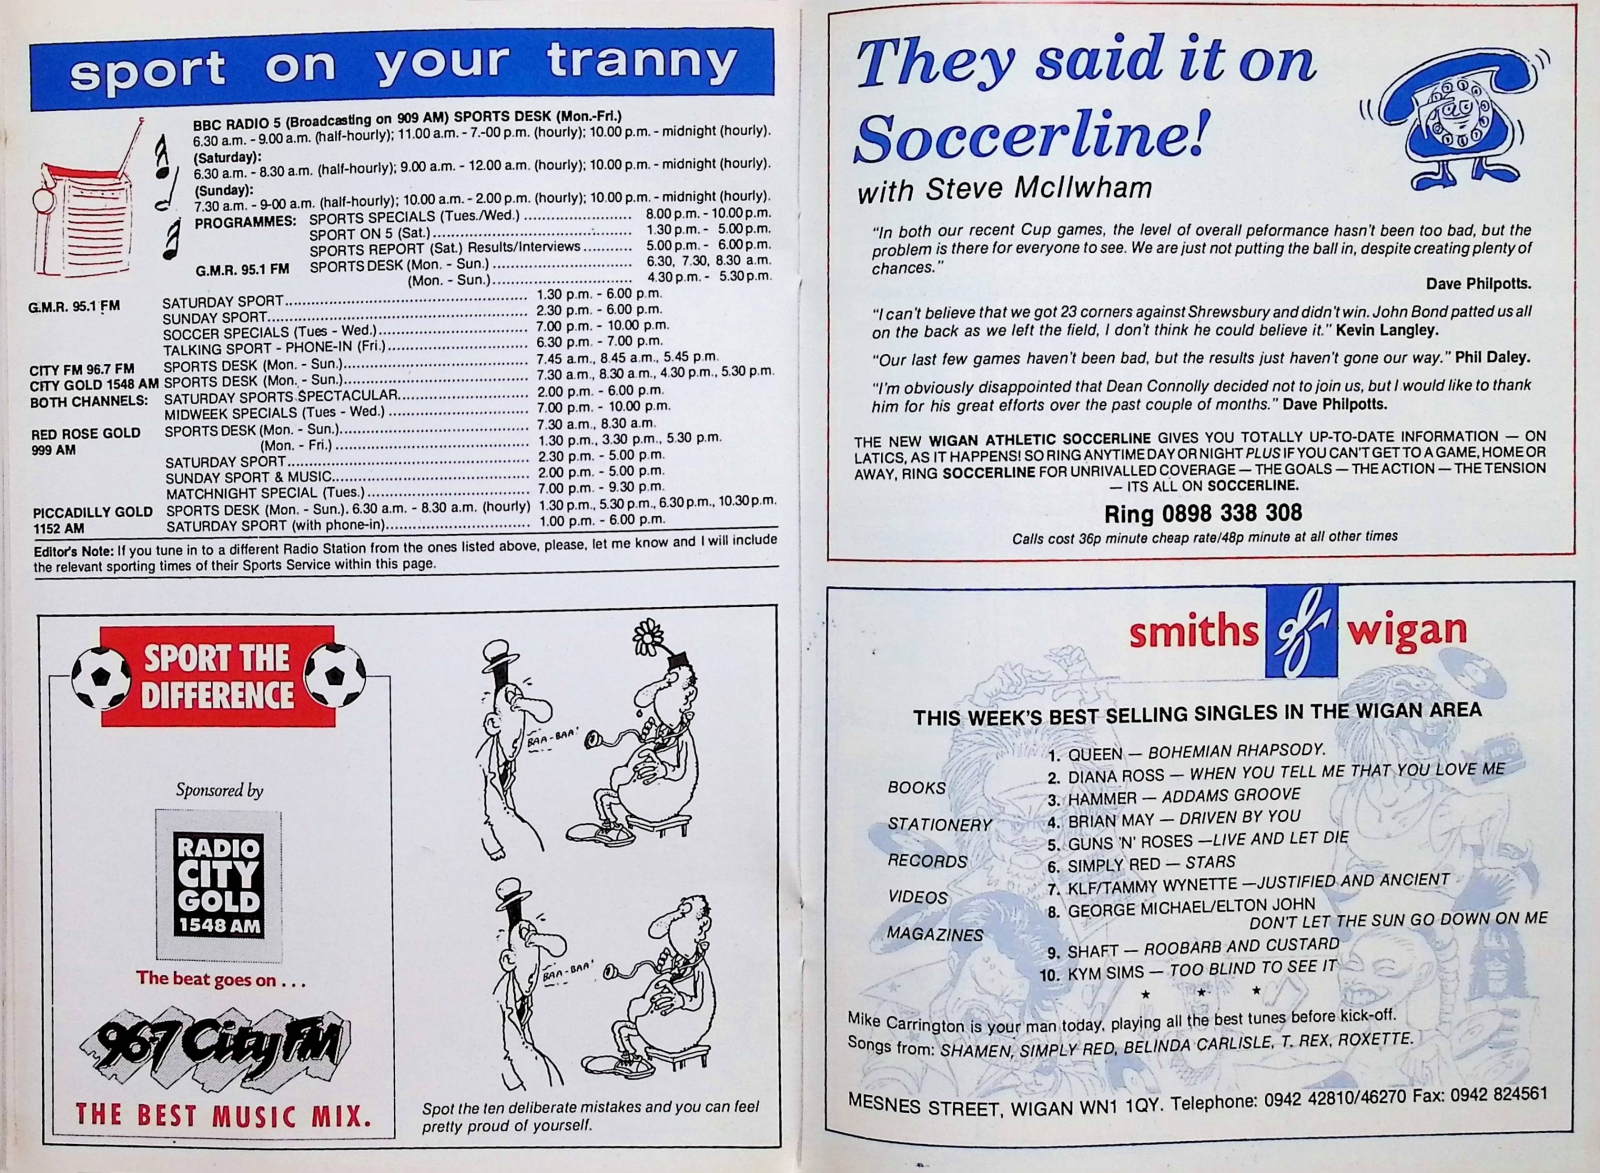 sport on your tranny
BBC RADIO 5 (Broadcasting on 909 AM) SPORTS DESK (Mon.-Fri.)
6.30 a.m. - 9.00 a.m. (half-hourly); 11.00 a.m. - 7.-00 p.m. (hourly); 10.00 p.m. - midnight (hourly).
(Saturday):
6.30 a.m. - 8.30 a.m. (half-hourly); 9.00 a.m. - 12.00 a.m. (hourly); 10.00 p.m. - midnight (hourly).
(Sunday):
7.30 a.m. - 9-00 a.m. (half-hourly); 10.00 a.m. - 2.00 p.m. (hourly); 10.00 p.m. - midnight (hourly).
PROGRAMMES: SPORTS SPECIALS (Tues./Wed.) ........................... 8.00 p.m. - 10.00 p.m.
SPORT ON 5 (Sat.) ........................... 1.30 p.m. - 5.00 p.m.
SPORTS REPORT (Sat.) Results/Interviews ............ 5.00 p.m. - 6.00 p.m.
G.M.R. 95.1 FM SPORTS DESK (Mon. - Sun.) ........................... 6.30, 7.30, 8.30 a.m.
(Mon. - Sun.) ........................... 4.30 p.m. - 5.30 p.m.
G.M.R. 95.1 FM SATURDAY SPORT ........................... 1.30 p.m. - 6.00 p.m.
SUNDAY SPORT ........................... 2.30 p.m. - 6.00 p.m.
SOCCER SPECIALS (Tues - Wed.) ........................... 7.00 p.m. - 10.00 p.m.
TALKING SPORT - PHONE-IN (Fri.) ........................... 6.30 p.m. - 7.00 p.m.
CITY FM 96.7 FM SPORTS DESK (Mon. - Sun.) ........................... 7.45 a.m., 8.45 a.m., 5.45 p.m.
CITY GOLD 1548 AM SPORTS DESK (Mon. - Sun.) ........................... 7.30 a.m., 8.30 a.m., 4.30 p.m., 5.30 p.m.
BOTH CHANNELS: SATURDAY SPORTS SPECTACULAR ........................... 2.00 p.m. - 6.00 p.m.
MIDWEEK SPECIALS (Tues - Wed.) ........................... 7.00 p.m. - 10.00 p.m.
RED ROSE GOLD SPORTS DESK (Mon. - Sun.) ........................... 7.30 a.m., 8.30 a.m.
999 AM (Mon. - Fri.) ........................... 1.30 p.m., 3.30 p.m., 5.30 p.m.
SATURDAY SPORT ........................... 2.30 p.m. - 5.00 p.m.
SUNDAY SPORT & MUSIC ........................... 2.00 p.m. - 5.00 p.m.
MATCHNIGHT SPECIAL (Tues.) ........................... 7.00 p.m. - 9.30 p.m.
PICCADILLY GOLD SPORTS DESK (Mon. - Sun.). 6.30 a.m. - 8.30 a.m. (hourly) 1.30 p.m., 5.30 p.m., 6.30 p.m., 10.30 p.m.
1152 AM SATURDAY SPORT (with phone-in) ........................... 1.00 p.m. - 6.00 p.m.
Editor's Note: If you tune in to a different Radio Station from the ones listed above, please, let me know and I will include
the relevant sporting times of their Sports Service within this page.
SPORT THE
DIFFERENCE
Sponsored by
RADIO
CITY
GOLD
1548 AM
The beat goes on . . .
96.7 City FM
THE BEST MUSIC MIX.
BAA-BAA!
BAA-BAA!
Spot the ten deliberate mistakes and you can feel
pretty proud of yourself.
They said it on
Soccerline!
with Steve McIlwham
"In both our recent Cup games, the level of overall peformance hasn't been too bad, but the
problem is there for everyone to see. We are just not putting the ball in, despite creating plenty of
chances."
Dave Philpotts.
"I can't believe that we got 23 corners against Shrewsbury and didn't win. John Bond patted us all
on the back as we left the field, I don't think he could believe it." Kevin Langley.
"Our last few games haven't been bad, but the results just haven't gone our way." Phil Daley.
"I'm obviously disappointed that Dean Connolly decided not to join us, but I would like to thank
him for his great efforts over the past couple of months." Dave Philpotts.
THE NEW WIGAN ATHLETIC SOCCERLINE GIVES YOU TOTALLY UP-TO-DATE INFORMATION — ON
LATICS, AS IT HAPPENS! SO RING ANYTIME DAY OR NIGHT PLUS IF YOU CAN'T GET TO A GAME, HOME OR
AWAY, RING SOCCERLINE FOR UNRIVALLED COVERAGE — THE GOALS — THE ACTION — THE TENSION
— ITS ALL ON SOCCERLINE.
Ring 0898 338 308
Calls cost 36p minute cheap rate/48p minute at all other times
smiths of wigan
THIS WEEK'S BEST SELLING SINGLES IN THE WIGAN AREA
BOOKS
STATIONERY
RECORDS
VIDEOS
MAGAZINES
1. QUEEN — BOHEMIAN RHAPSODY.
2. DIANA ROSS — WHEN YOU TELL ME THAT YOU LOVE ME
3. HAMMER — ADDAMS GROOVE
4. BRIAN MAY — DRIVEN BY YOU
5. GUNS 'N' ROSES —LIVE AND LET DIE
6. SIMPLY RED — STARS
7. KLF/TAMMY WYNETTE —JUSTIFIED AND ANCIENT
8. GEORGE MICHAEL/ELTON JOHN
DON'T LET THE SUN GO DOWN ON ME
9. SHAFT — ROOBARB AND CUSTARD
10. KYM SIMS — TOO BLIND TO SEE IT
★ ★ ★
Mike Carrington is your man today, playing all the best tunes before kick-off.
Songs from: SHAMEN, SIMPLY RED, BELINDA CARLISLE, T. REX, ROXETTE.
MESNES STREET, WIGAN WN1 1QY. Telephone: 0942 42810/46270 Fax: 0942 824561